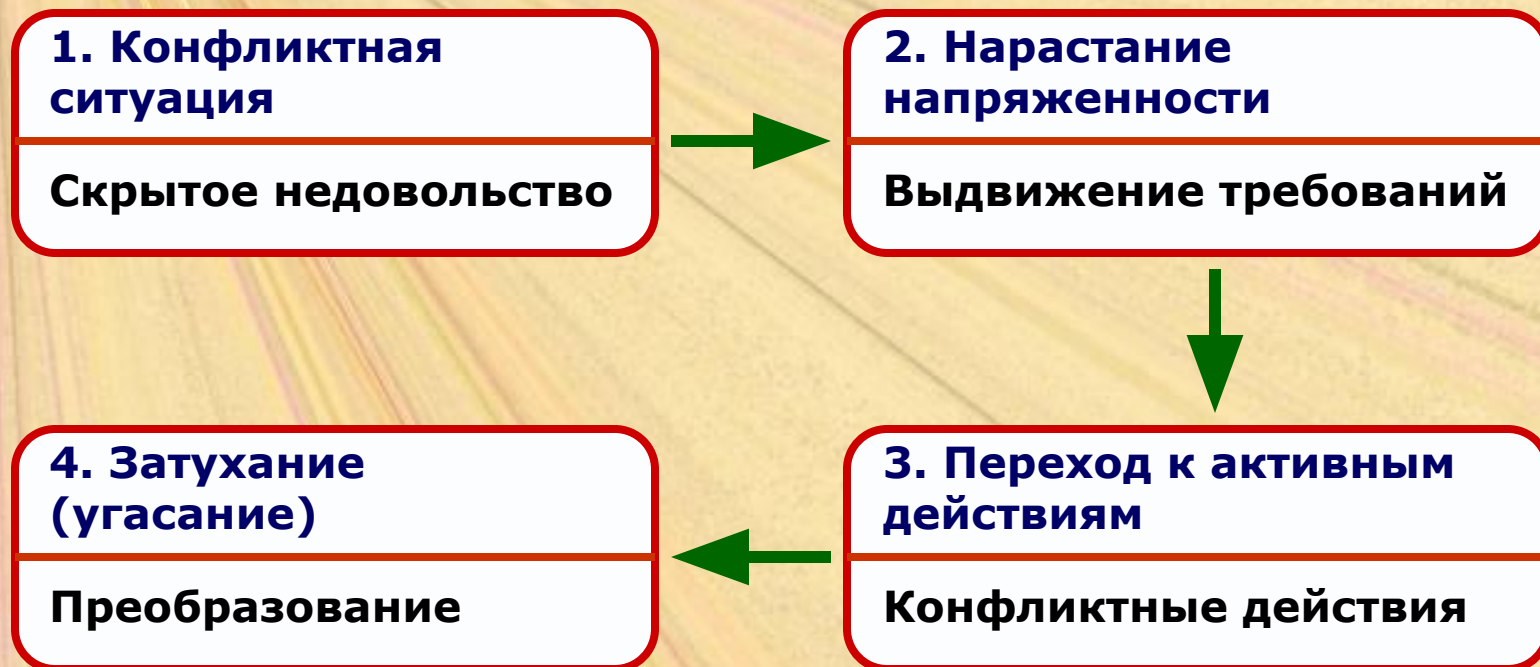 1. Конфликтная
ситуация
Скрытое недовольство
2. Нарастание
напряженности
Выдвижение требований
3. Переход к активным
действиям
Конфликтные действия
4. Затухание
(угасание)
Преобразование